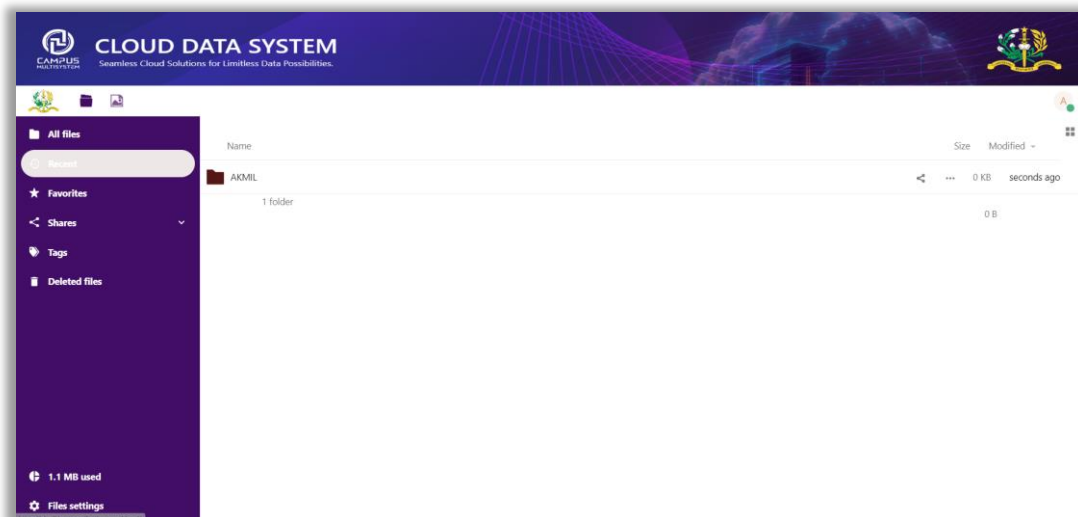 CAMPUS
MULTISYSTEM
CLOUD DATA SYSTEM
Seamless Cloud Solutions for Limitless Data Possibilities.
A
All files
Recent
Favorites
Shares
Tags
Deleted files
1.1 MB used
Files settings
Name Size Modified
AKMIL 0 KB seconds ago
1 folder
0 B